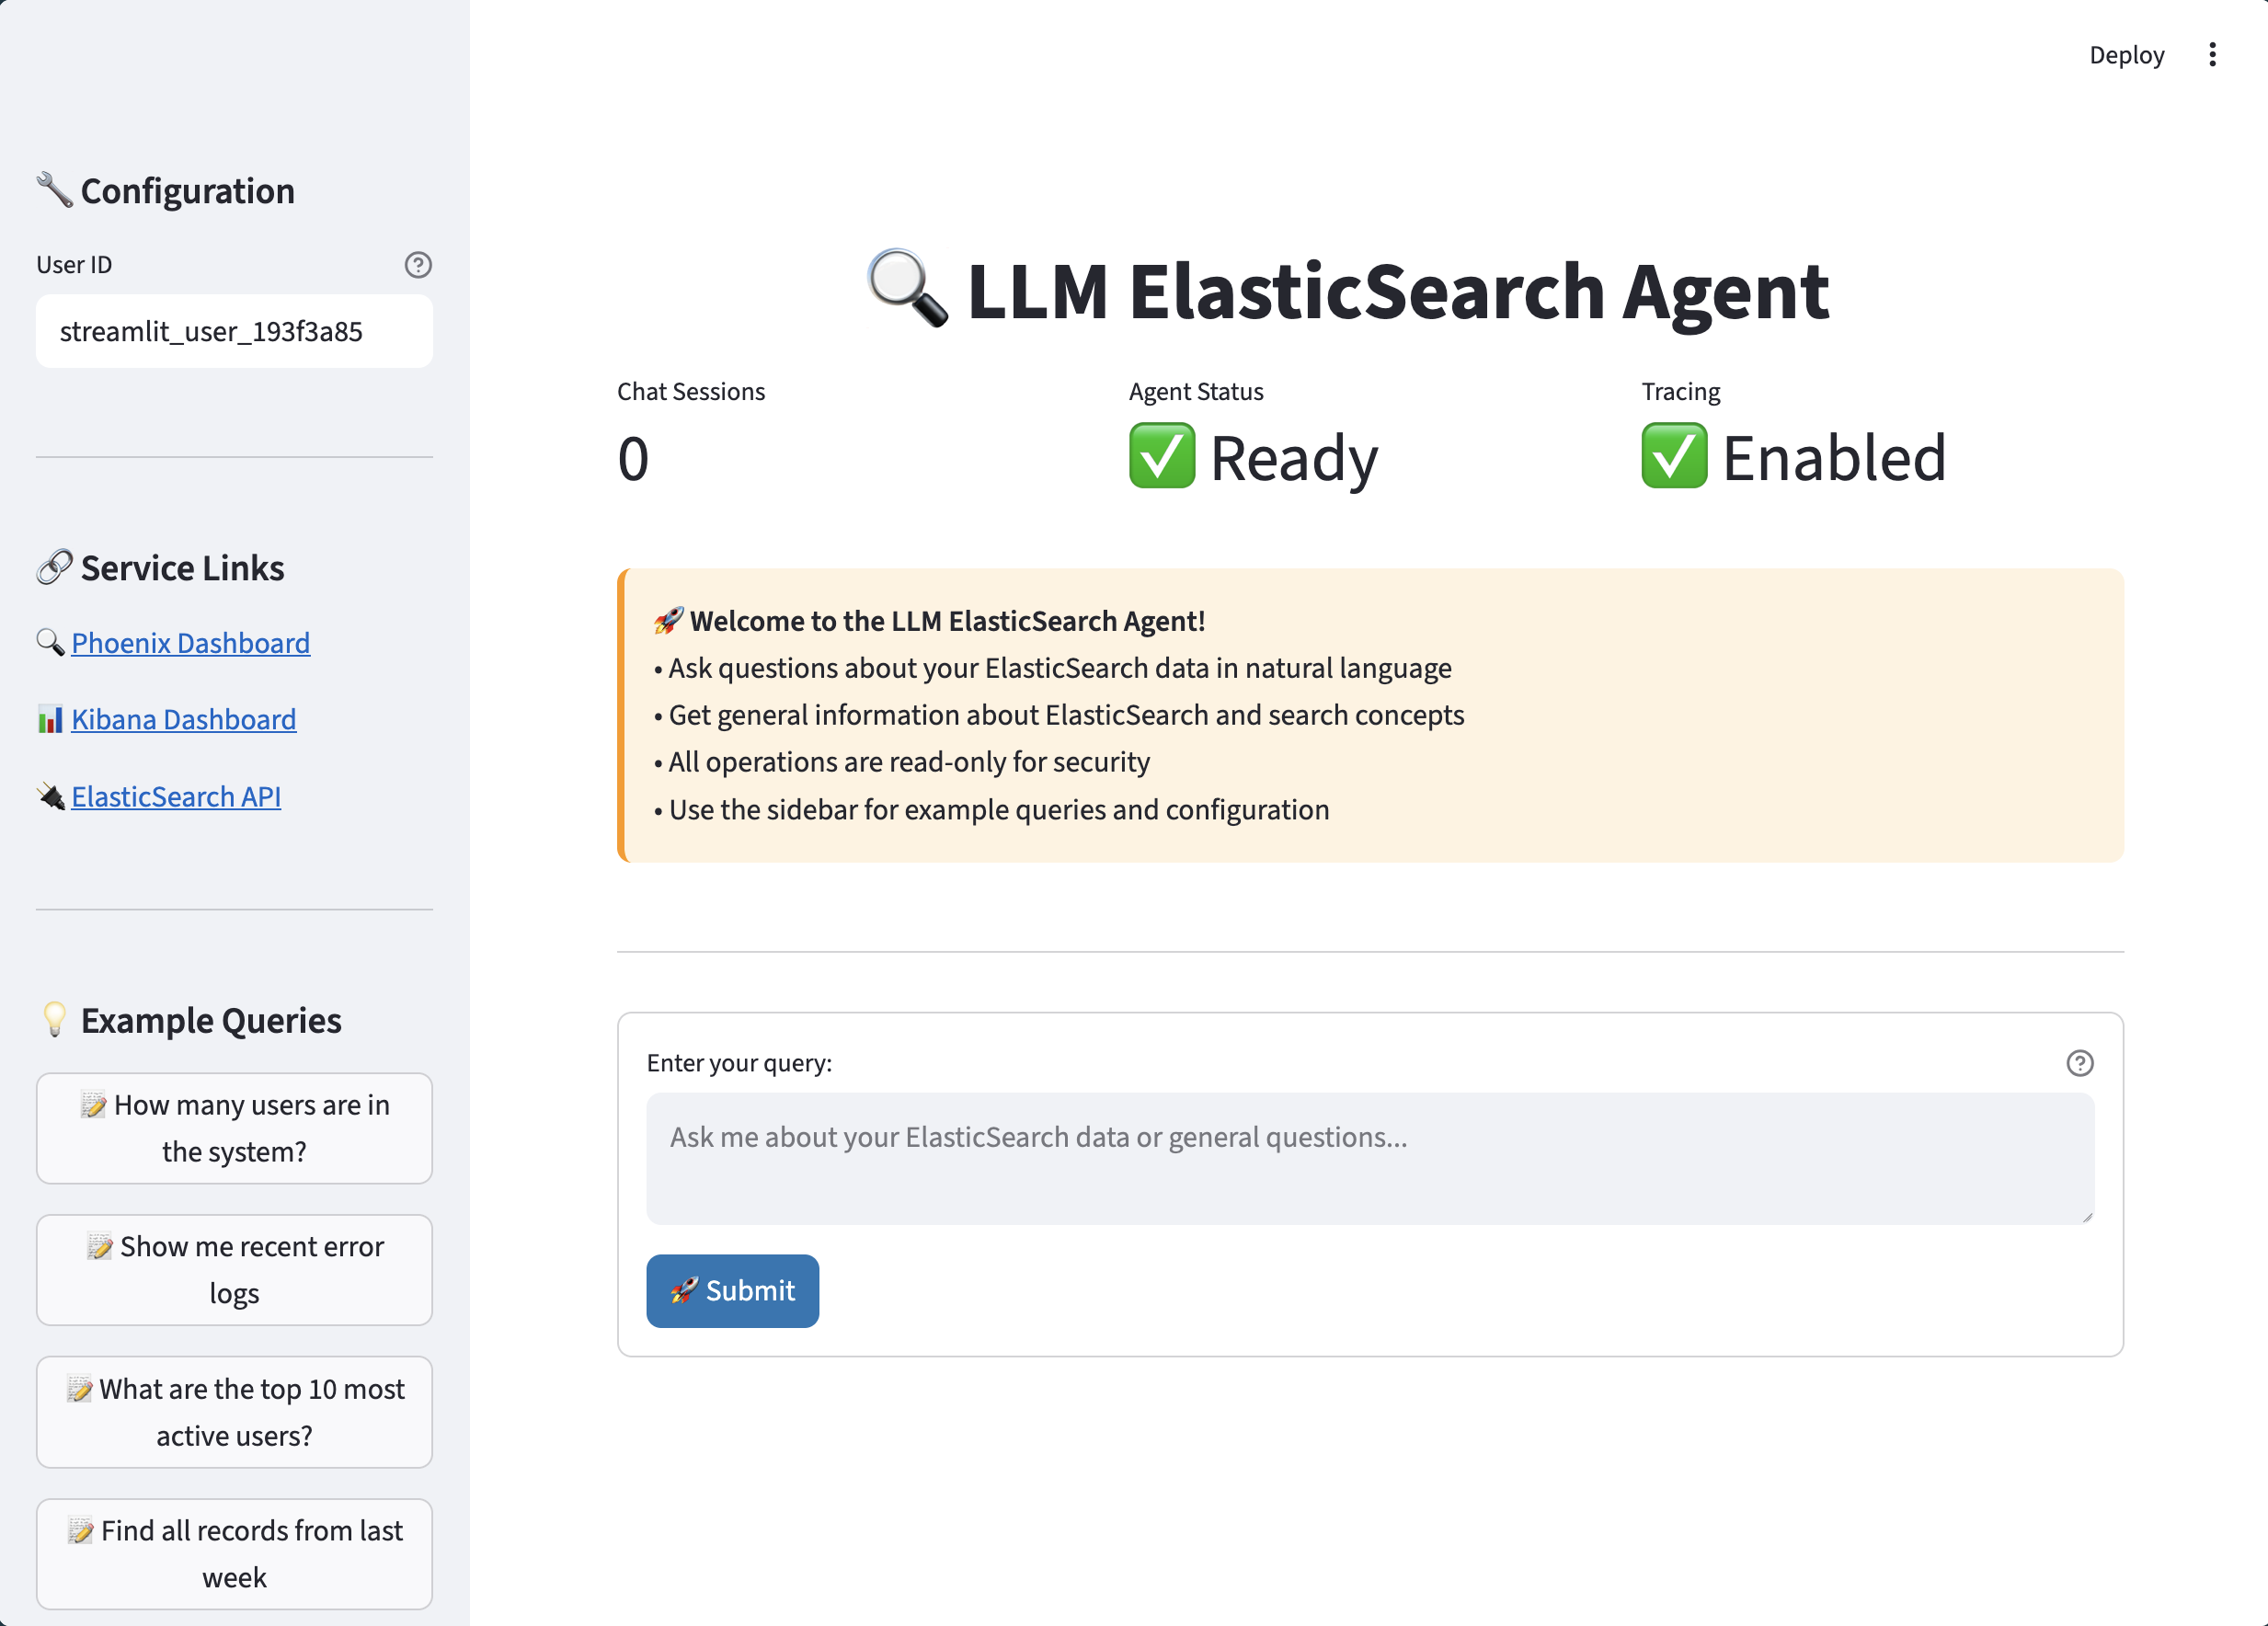 Deploy
Configuration
User ID
streamlit_user_193f3a85
Service Links
Phoenix Dashboard
Kibana Dashboard
ElasticSearch API
Example Queries
How many users are in
the system?
Show me recent error
logs
What are the top 10 most
active users?
Find all records from last
week
LLM ElasticSearch Agent
Chat Sessions
0
Agent Status
✅ Ready
Tracing
✅ Enabled
🚀 Welcome to the LLM ElasticSearch Agent!
• Ask questions about your ElasticSearch data in natural language
• Get general information about ElasticSearch and search concepts
• All operations are read-only for security
• Use the sidebar for example queries and configuration
Enter your query:
Ask me about your ElasticSearch data or general questions...
🚀 Submit